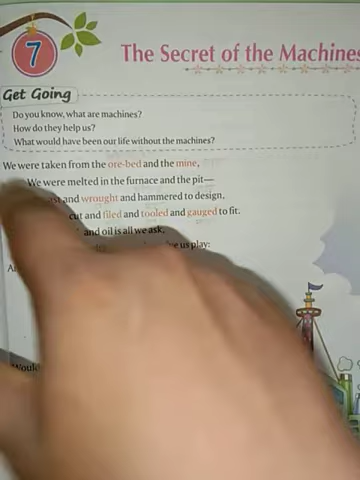 7
The Secret of the Machines
Get Going
Do you know, what are machines?
How do they help us?
What would have been our life without the machines?
We were taken from the ore-bed and the mine,
We were melted in the furnace and the pit—
and wrought and hammered to design,
cut and filed and tooled and gauged to fit.
and oil is all we ask,
us play: